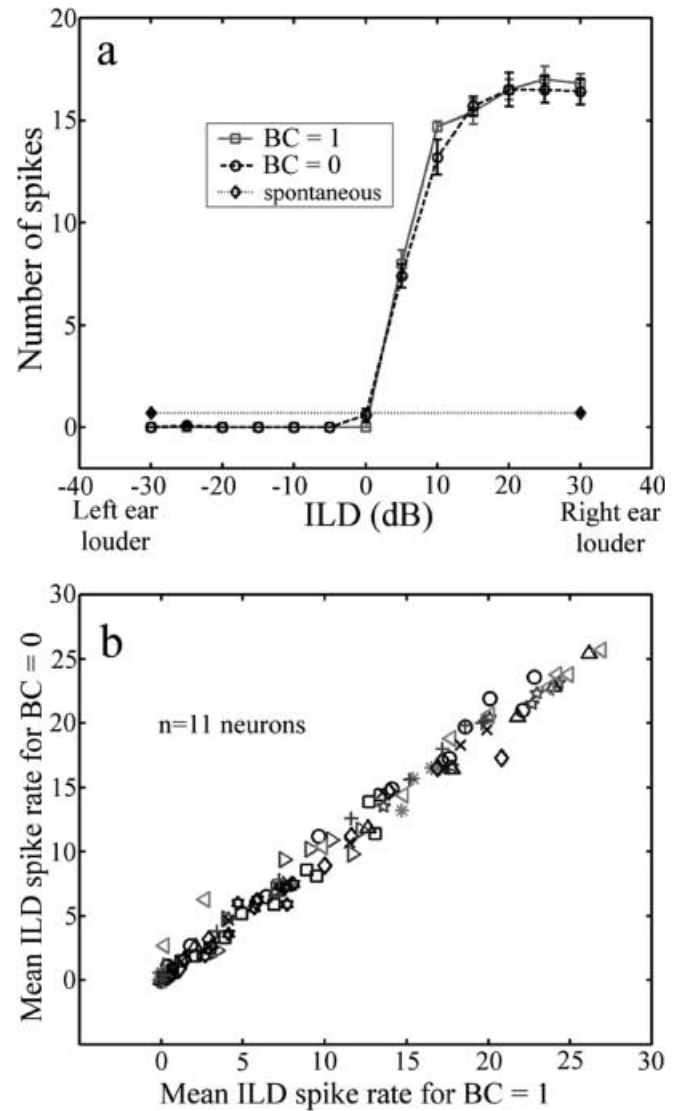 a
20
15
10
5
0
Number of spikes
BC = 1
BC = 0
spontaneous
-40 -30 -20 -10 0 10 20 30 40
Left ear louder
ILD (dB)
Right ear louder
b
30
25
20
15
10
5
0
Mean ILD spike rate for BC = 0
n=11 neurons
0 5 10 15 20 25 30
Mean ILD spike rate for BC = 1